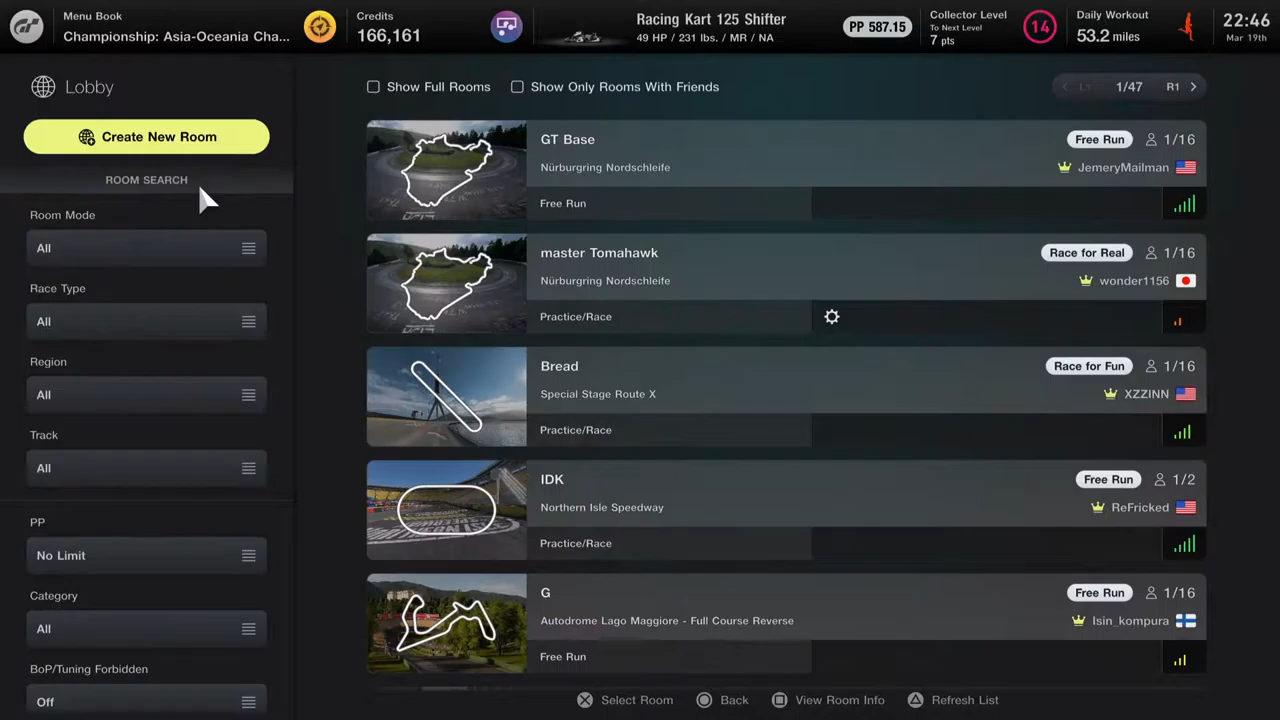 Menu Book
Championship: Asia-Oceania Cha...
Credits
166,161
Racing Kart 125 Shifter
49 HP / 231 lbs. / MR / NA
PP 587.15
Collector Level
To Next Level
7 pts
14
Daily Workout
53.2 miles
22:46
Mar 19th
Lobby
Create New Room
ROOM SEARCH
Room Mode
All
Race Type
All
Region
All
Track
All
PP
No Limit
Category
All
BoP/Tuning Forbidden
Off
Show Full Rooms
Show Only Rooms With Friends
L1 1/47 R1
GT Base
Free Run 1/16
Nürburgring Nordschleife
JemeryMailman
Free Run
master Tomahawk
Race for Real 1/16
Nürburgring Nordschleife
wonder1156
Practice/Race
Bread
Race for Fun 1/16
Special Stage Route X
XZZINN
Practice/Race
IDK
Free Run 1/2
Northern Isle Speedway
ReFricked
Practice/Race
G
Free Run 1/16
Autodrome Lago Maggiore - Full Course Reverse
Isin_kompura
Free Run
Select Room Back View Room Info Refresh List